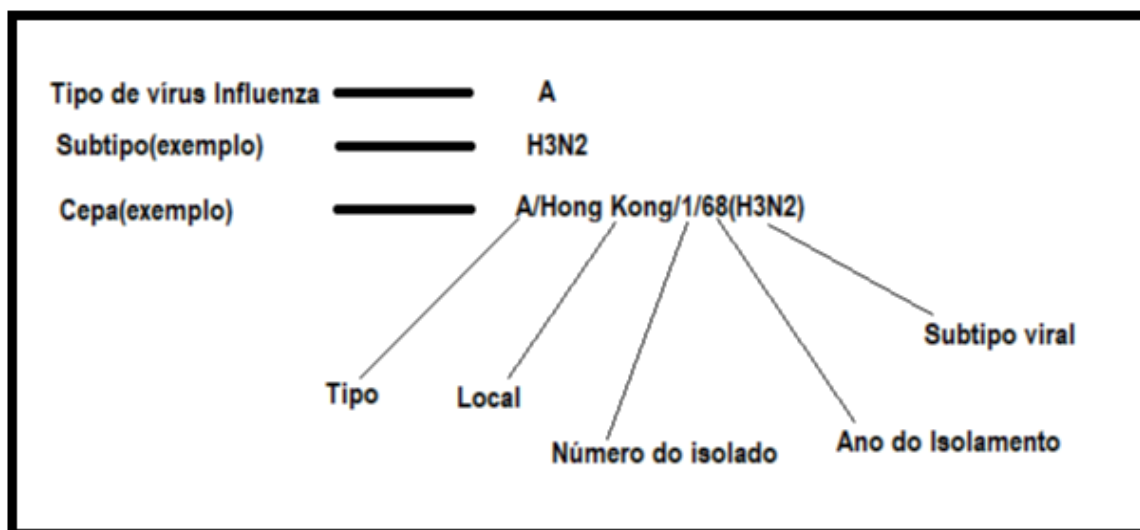 Tipo de vírus Influenza A
Subtipo(exemplo) H3N2
Cepa(exemplo) A/Hong Kong/1/68(H3N2)
Subtipo viral
Tipo
Local
Número do isolado
Ano do Isolamento